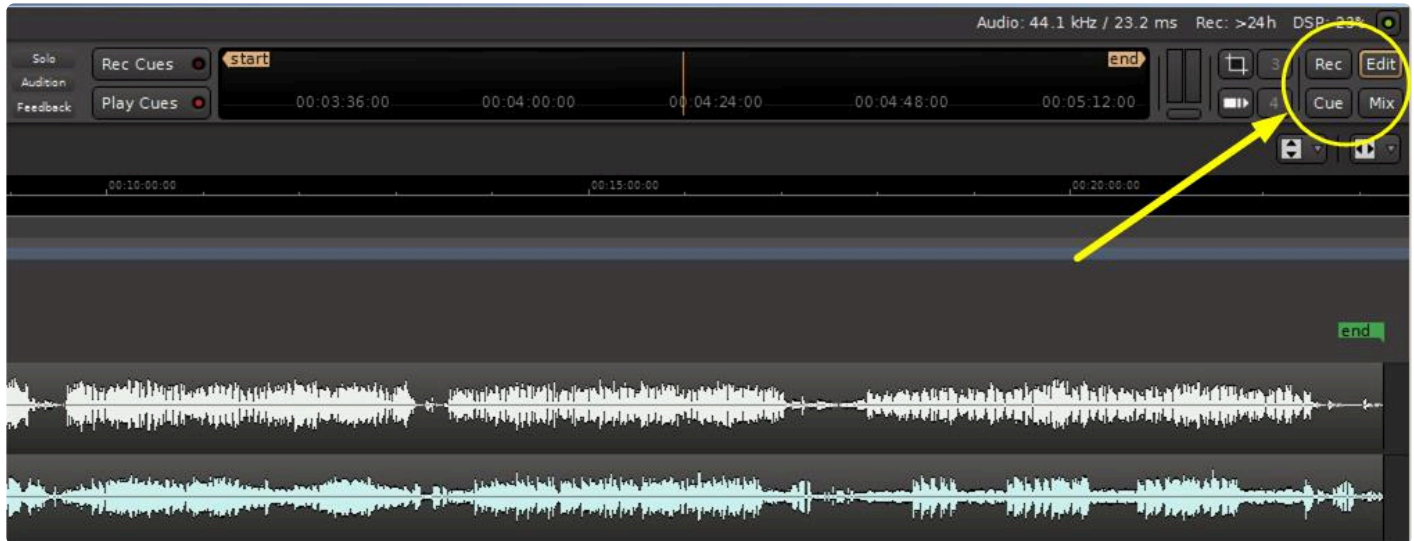 Audio: 44.1 kHz / 23.2 ms Rec: >24h DSP: 23%
Solo
Audition
Feedback
Rec Cues
Play Cues
start
end
00:03:36:00 00:04:00:00 00:04:24:00 00:04:48:00 00:05:12:00
3
4
Rec Edit
Cue Mix
00:10:00:00 00:15:00:00 00:20:00:00
end